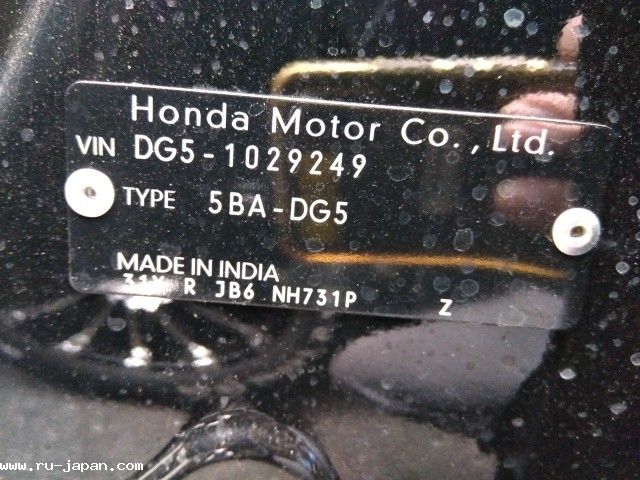 Honda Motor Co., Ltd.
VIN DG5-1029249
TYPE 5BA-DG5
MADE IN INDIA
R JB6 NH731P Z
www.ru-japan.com